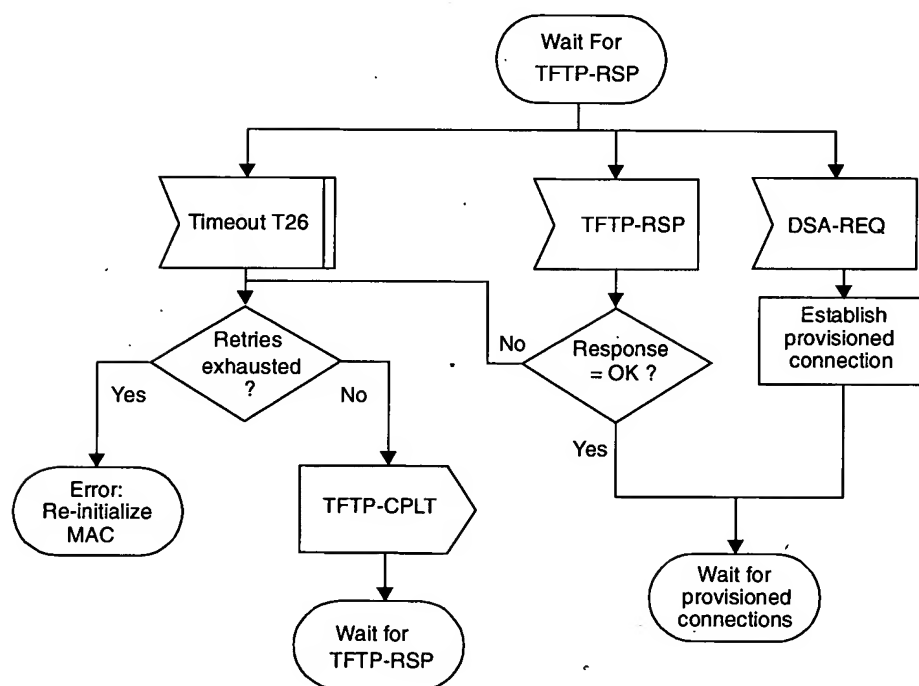 Wait For
TFTP-RSP
Timeout T26
TFTP-RSP
DSA-REQ
Retries
exhausted
?
Yes
No
No
Response
= OK ?
Yes
Establish
provisioned
connection
Error:
Re-initialize
MAC
TFTP-CPLT
Wait for
TFTP-RSP
Wait for
provisioned
connections